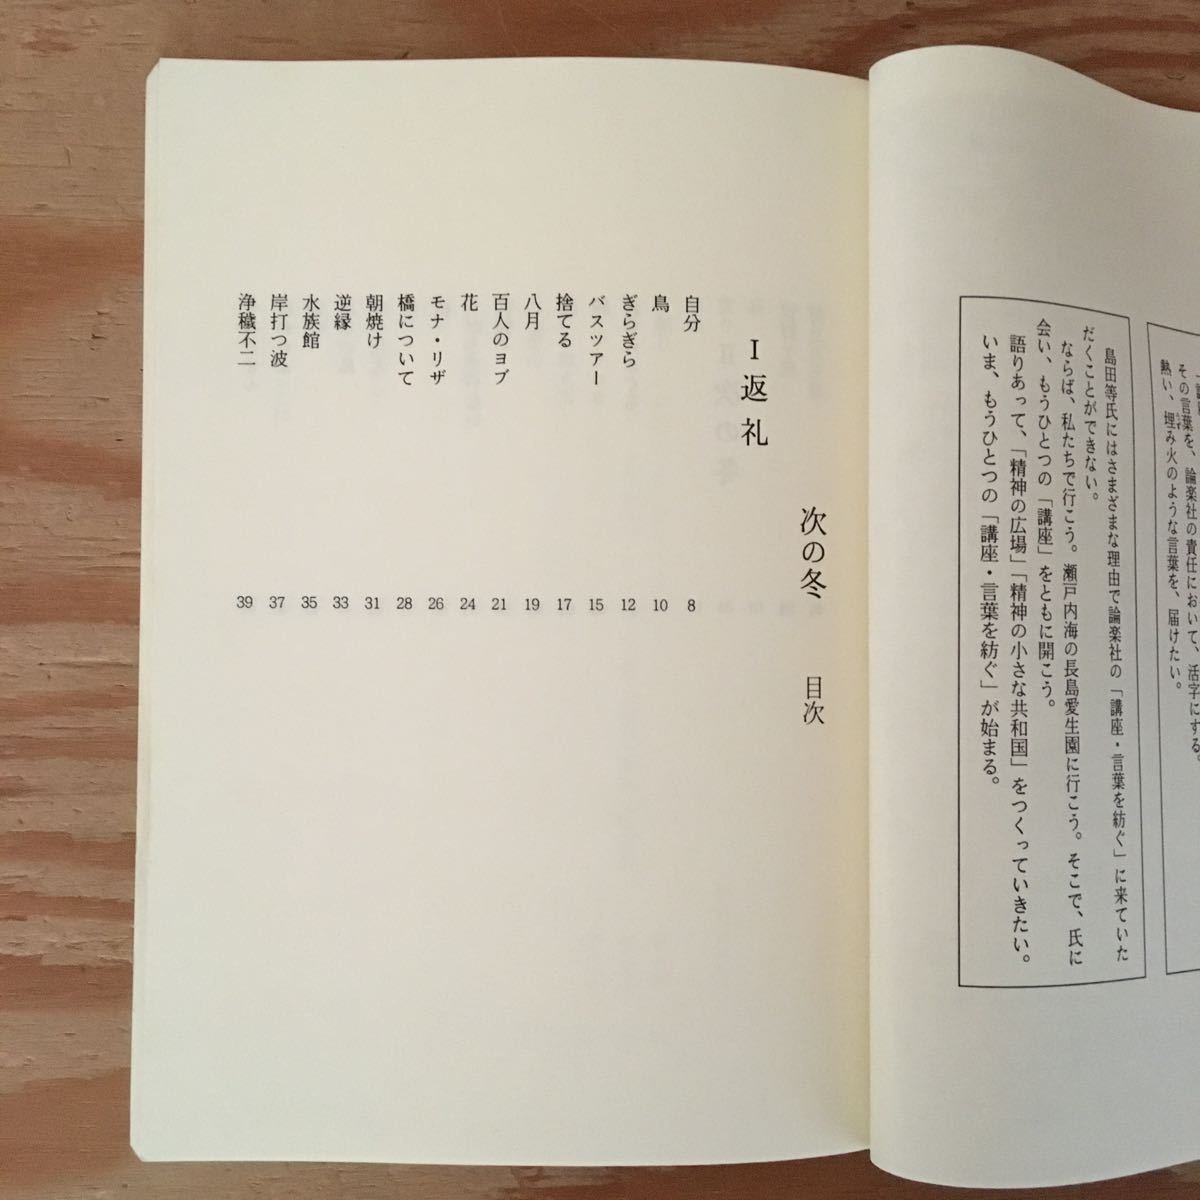 その言葉を、論楽社の責任において、活字にする。
熱い、埋み火のような言葉を、届けたい。
島田等氏にはさまざまな理由で論楽社の「講座・言葉を紡ぐ」に来ていた
だくことができない。
ならば、私たちで行こう。瀬戸内海の長島愛生園に行こう。そこで、氏に
会い、もうひとつの「講座」をともに開こう。
語りあって、「精神の広場」「精神の小さな共和国」をつくっていきたい。
いま、もうひとつの「講座・言葉を紡ぐ」が始まる。
次の冬 目次
I 返礼
自分 8
鳥 10
ぎらぎら 12
バスツアー 15
捨てる 17
八月 19
百人のヨブ 21
花 24
モナ・リザ 26
橋について 28
朝焼け 31
逆縁 33
水族館 35
岸打つ波 37
浄穢不二 39